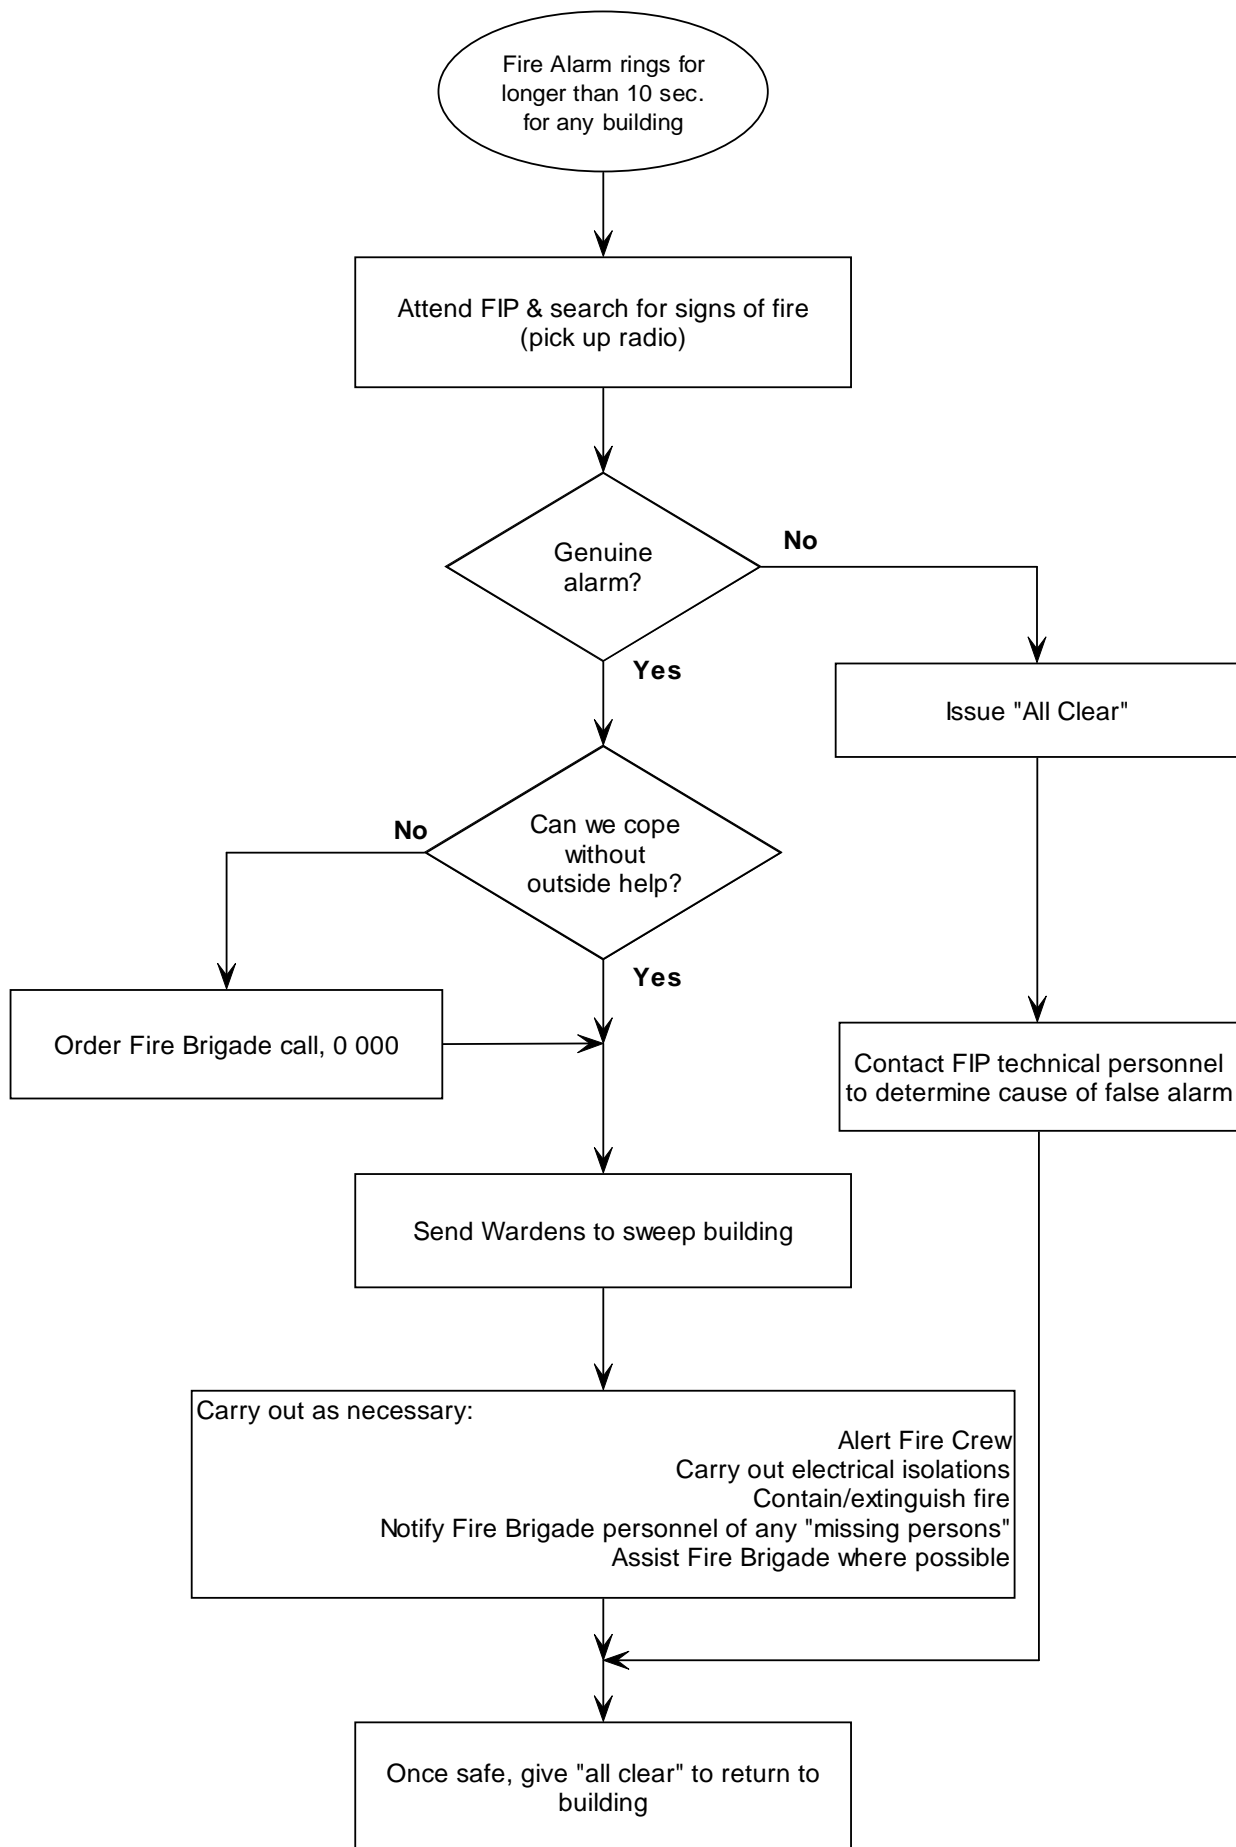 Fire Alarm rings for
longer than 10 sec.
for any building
Attend FIP & search for signs of fire
(pick up radio)
Genuine
alarm?
No
Yes
Issue "All Clear"
Can we cope
without
outside help?
No
Yes
Order Fire Brigade call, 0 000
Contact FIP technical personnel
to determine cause of false alarm
Send Wardens to sweep building
Carry out as necessary:
Alert Fire Crew
Carry out electrical isolations
Contain/extinguish fire
Notify Fire Brigade personnel of any "missing persons"
Assist Fire Brigade where possible
Once safe, give "all clear" to return to
building